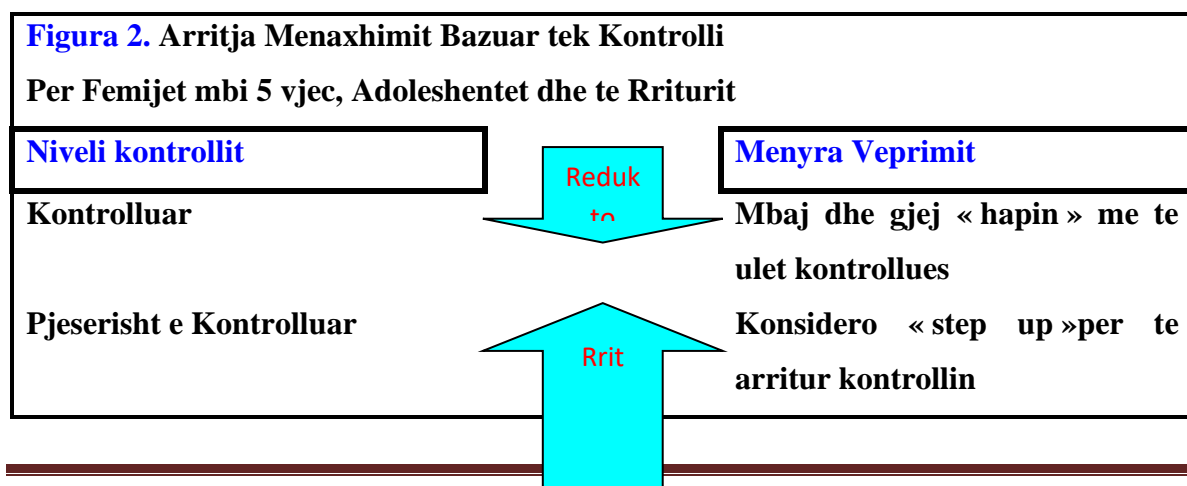 Figura 2. Arritja Menaxhimit Bazuar tek Kontrolli
Per Femijet mbi 5 vjec, Adoleshentet dhe te Rriturit
Niveli kontrollit
Reduk
to
Menyra Veprimit
Kontrolluar
Mbaj dhe gjej « hapin » me te
ulet kontrollues
Pjeserisht e Kontrolluar
Rrit
Konsidero « step up »per te
arritur kontrollin